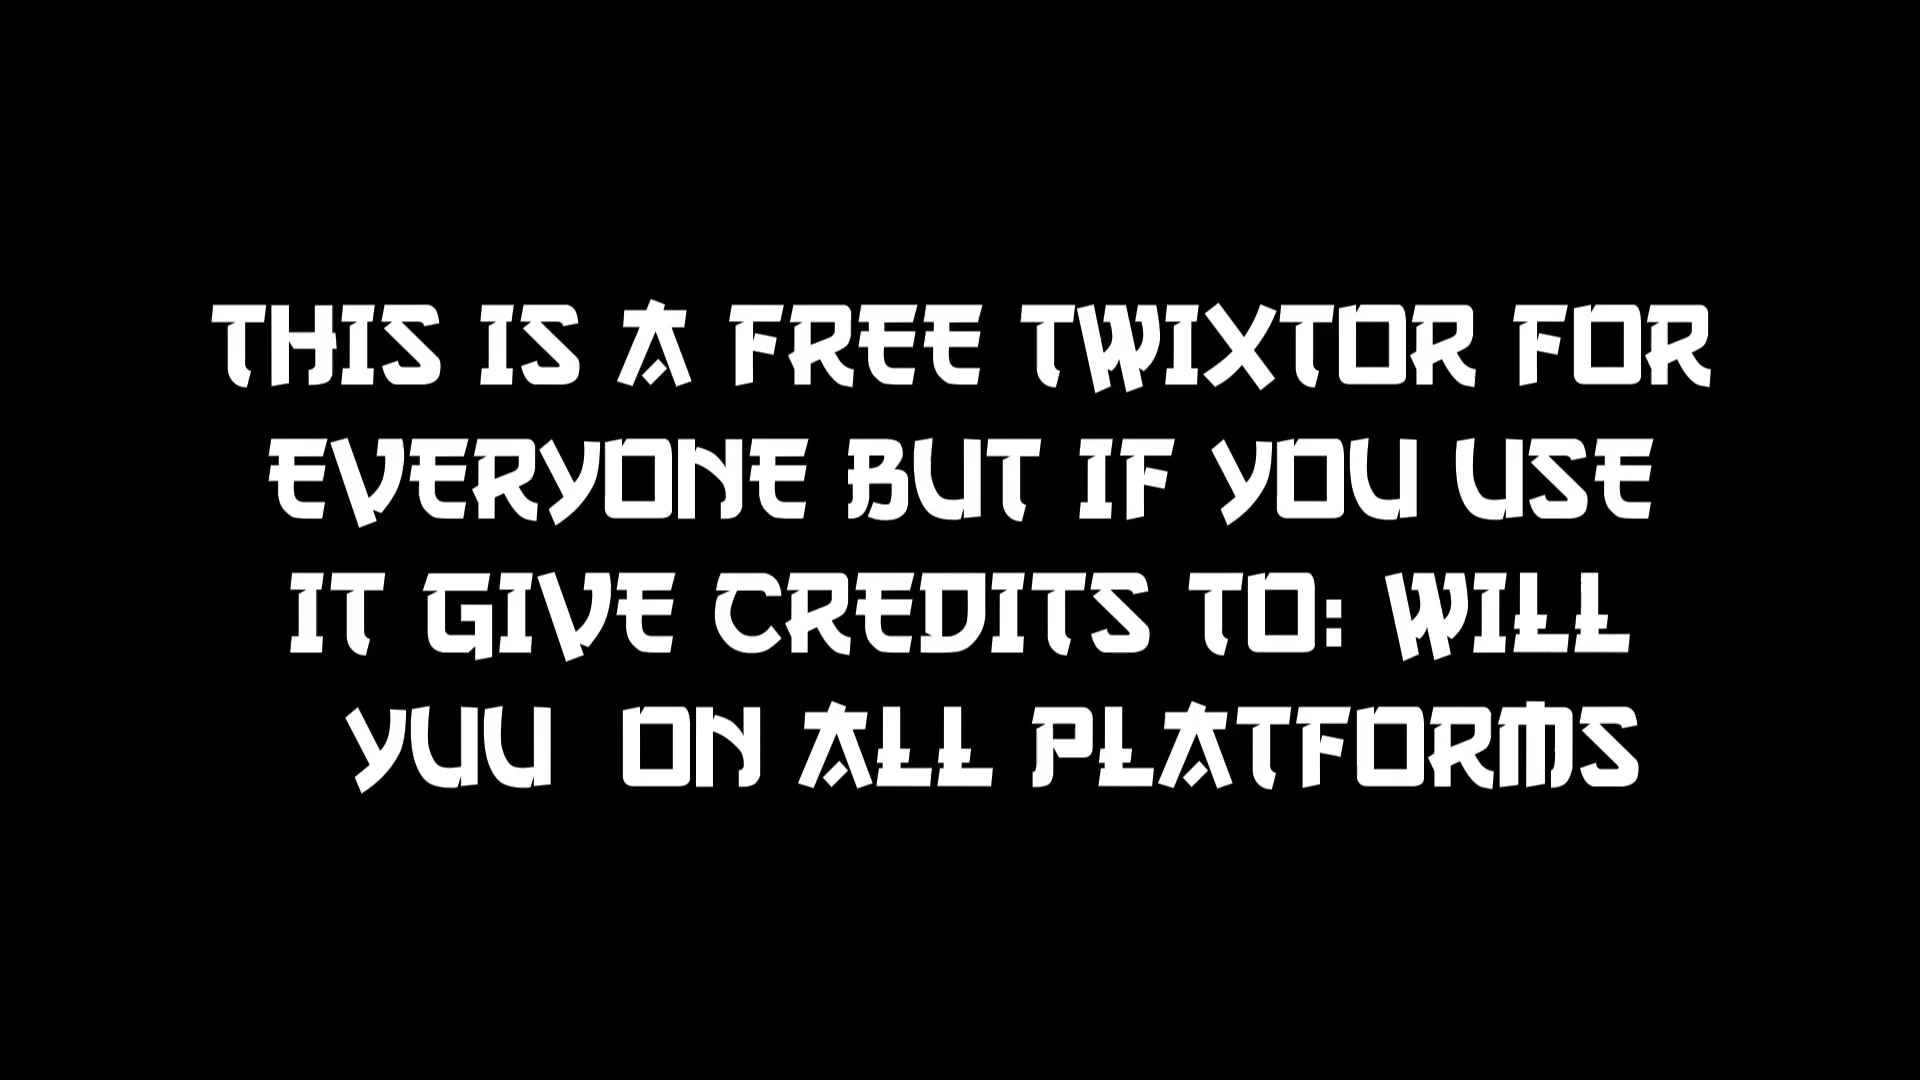 THIS IS A FREE TWIXTOR FOR
EVERYONE BUT IF YOU USE
IT GIVE CREDITS TO: WILL
YUU ON ALL PLATFORMS